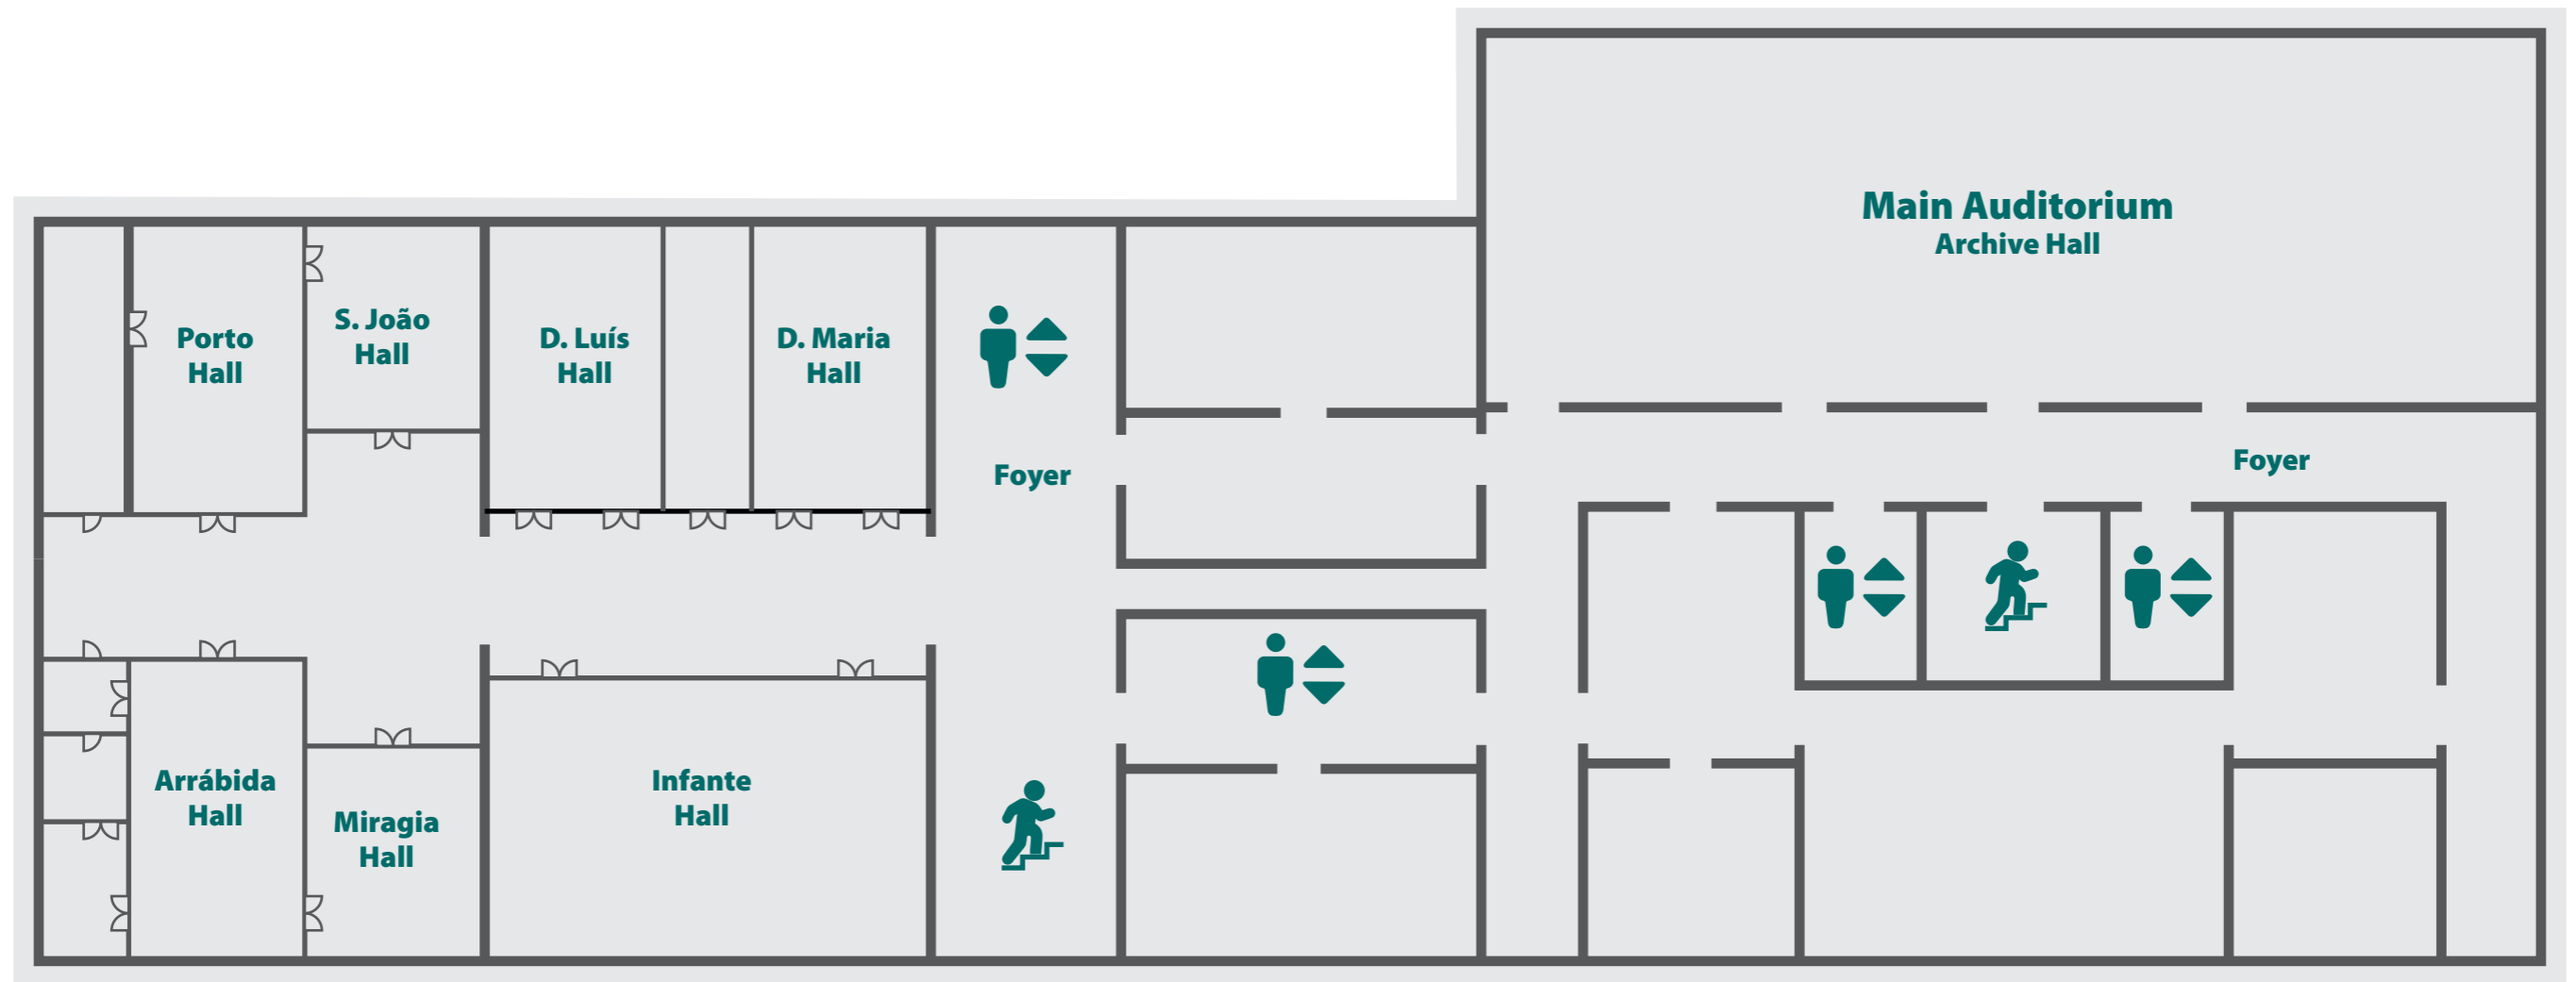 Main Auditorium
Archive Hall
Porto
Hall
S. João
Hall
D. Luís
Hall
D. Maria
Hall
Foyer
Foyer
Arrábida
Hall
Miragia
Hall
Infante
Hall